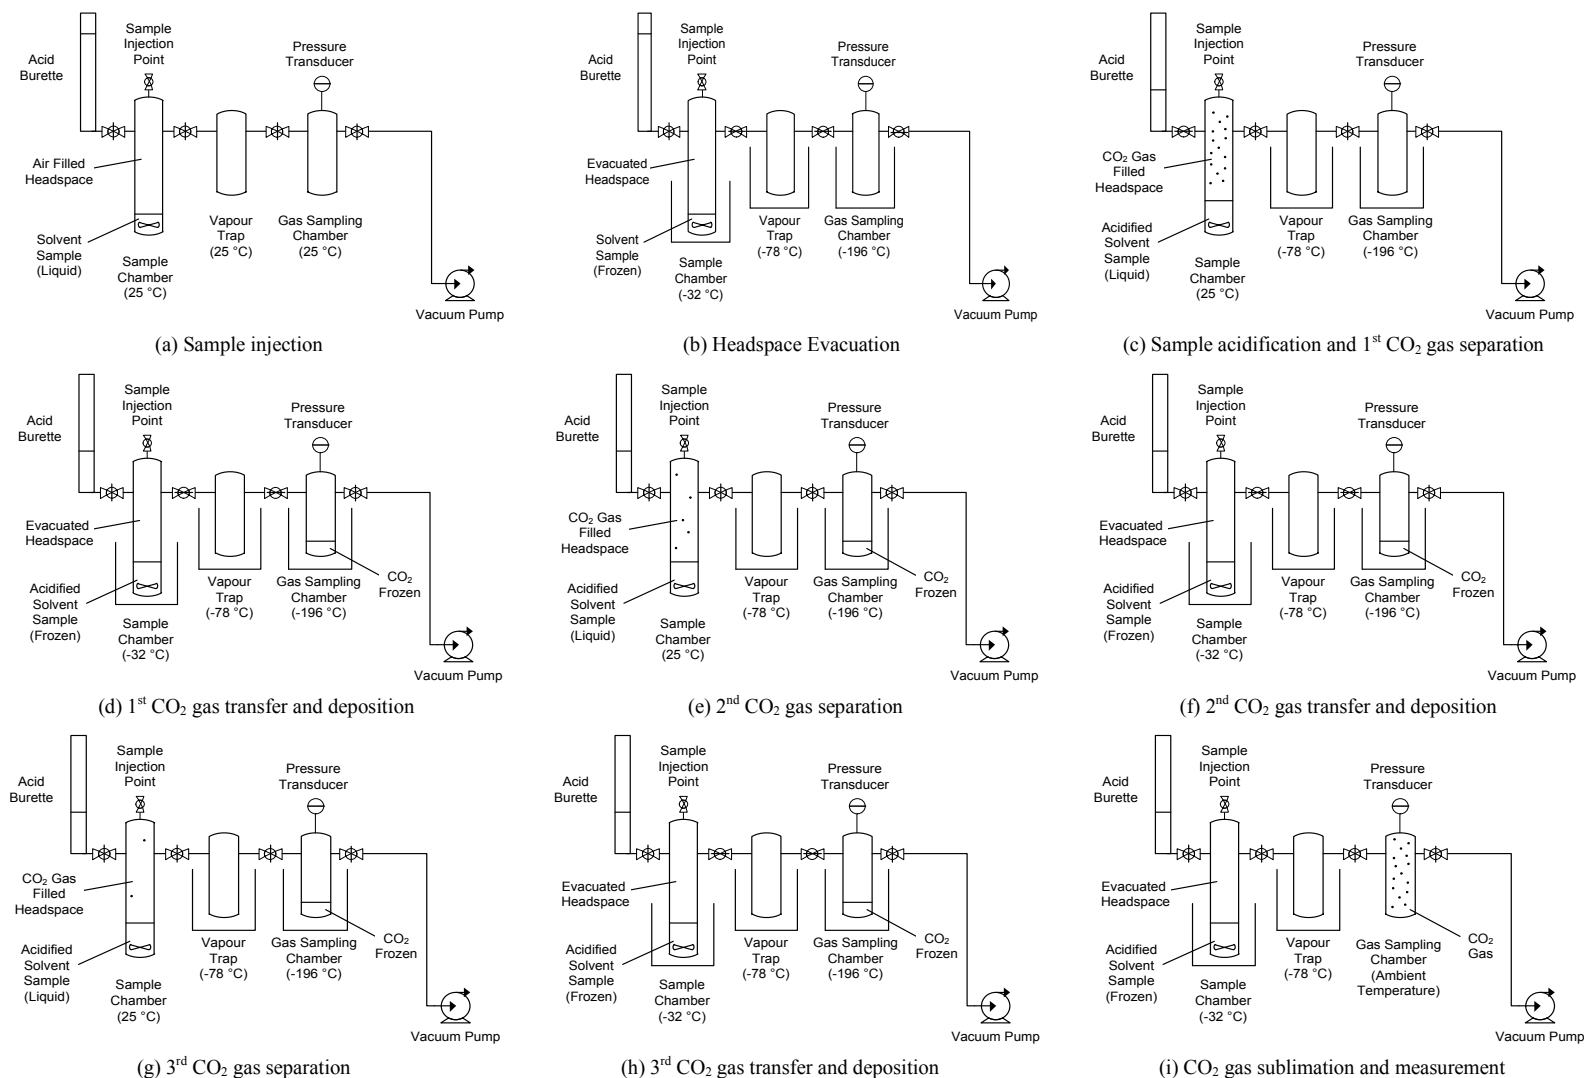 Acid
Burette
Sample
Injection
Point
Pressure
Transducer
Air Filled
Headspace
Solvent
Sample
(Liquid)
Sample
Chamber
(25 °C)
Vapour
Trap
(25 °C)
Gas Sampling
Chamber
(25 °C)
Vacuum Pump
(a) Sample injection
Acid
Burette
Sample
Injection
Point
Pressure
Transducer
Evacuated
Headspace
Solvent
Sample
(Frozen)
Sample
Chamber
(-32 °C)
Vapour
Trap
(-78 °C)
Gas Sampling
Chamber
(-196 °C)
Vacuum Pump
(b) Headspace Evacuation
Acid
Burette
Sample
Injection
Point
Pressure
Transducer
CO2 Gas
Filled
Headspace
Acidified
Solvent
Sample
(Liquid)
Sample
Chamber
(25 °C)
Vapour
Trap
(-78 °C)
Gas Sampling
Chamber
(-196 °C)
Vacuum Pump
(c) Sample acidification and 1st CO2 gas separation
Acid
Burette
Sample
Injection
Point
Pressure
Transducer
Evacuated
Headspace
Acidified
Solvent
Sample
(Frozen)
Sample
Chamber
(-32 °C)
Vapour
Trap
(-78 °C)
Gas Sampling
Chamber
(-196 °C)
CO2
Frozen
Vacuum Pump
(d) 1st CO2 gas transfer and deposition
Acid
Burette
Sample
Injection
Point
Pressure
Transducer
CO2 Gas
Filled
Headspace
Acidified
Solvent
Sample
(Liquid)
Sample
Chamber
(25 °C)
Vapour
Trap
(-78 °C)
Gas Sampling
Chamber
(-196 °C)
CO2
Frozen
Vacuum Pump
(e) 2nd CO2 gas separation
Acid
Burette
Sample
Injection
Point
Pressure
Transducer
Evacuated
Headspace
Acidified
Solvent
Sample
(Frozen)
Sample
Chamber
(-32 °C)
Vapour
Trap
(-78 °C)
Gas Sampling
Chamber
(-196 °C)
CO2
Frozen
Vacuum Pump
(f) 2nd CO2 gas transfer and deposition
Acid
Burette
Sample
Injection
Point
Pressure
Transducer
CO2 Gas
Filled
Headspace
Acidified
Solvent
Sample
(Liquid)
Sample
Chamber
(25 °C)
Vapour
Trap
(-78 °C)
Gas Sampling
Chamber
(-196 °C)
CO2
Frozen
Vacuum Pump
(g) 3rd CO2 gas separation
Acid
Burette
Sample
Injection
Point
Pressure
Transducer
Evacuated
Headspace
Acidified
Solvent
Sample
(Frozen)
Sample
Chamber
(-32 °C)
Vapour
Trap
(-78 °C)
Gas Sampling
Chamber
(-196 °C)
CO2
Frozen
Vacuum Pump
(h) 3rd CO2 gas transfer and deposition
Acid
Burette
Sample
Injection
Point
Pressure
Transducer
Evacuated
Headspace
Acidified
Solvent
Sample
(Frozen)
Sample
Chamber
(-32 °C)
Vapour
Trap
(-78 °C)
Gas Sampling
Chamber
(Ambient
Temperature)
CO2
Gas
Vacuum Pump
(i) CO2 gas sublimation and measurement